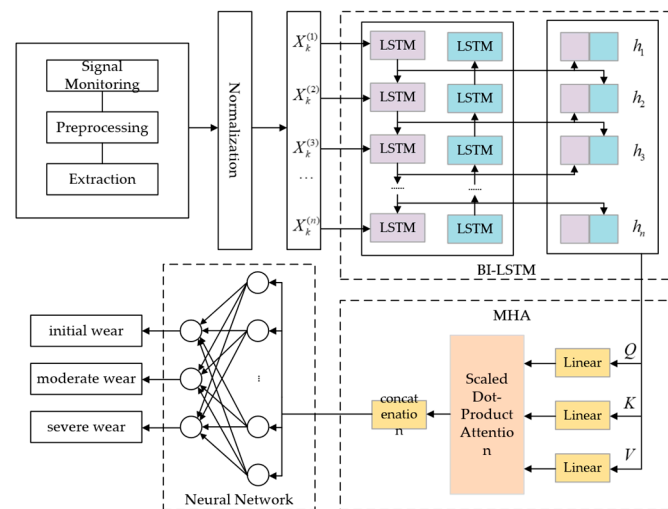 Signal
Monitoring
Preprocessing
Extraction
Normalization
X_k^{(1)}
X_k^{(2)}
X_k^{(3)}
...
X_k^{(n)}
LSTM
LSTM
LSTM
LSTM
LSTM
LSTM
......
......
LSTM
LSTM
h_1
h_2
h_3
h_n
BI-LSTM
MHA
Q
K
V
Linear
Linear
Linear
Scaled
Dot-
Product
Attentio
n
concat
enatio
n
...
initial wear
moderate wear
severe wear
Neural Network